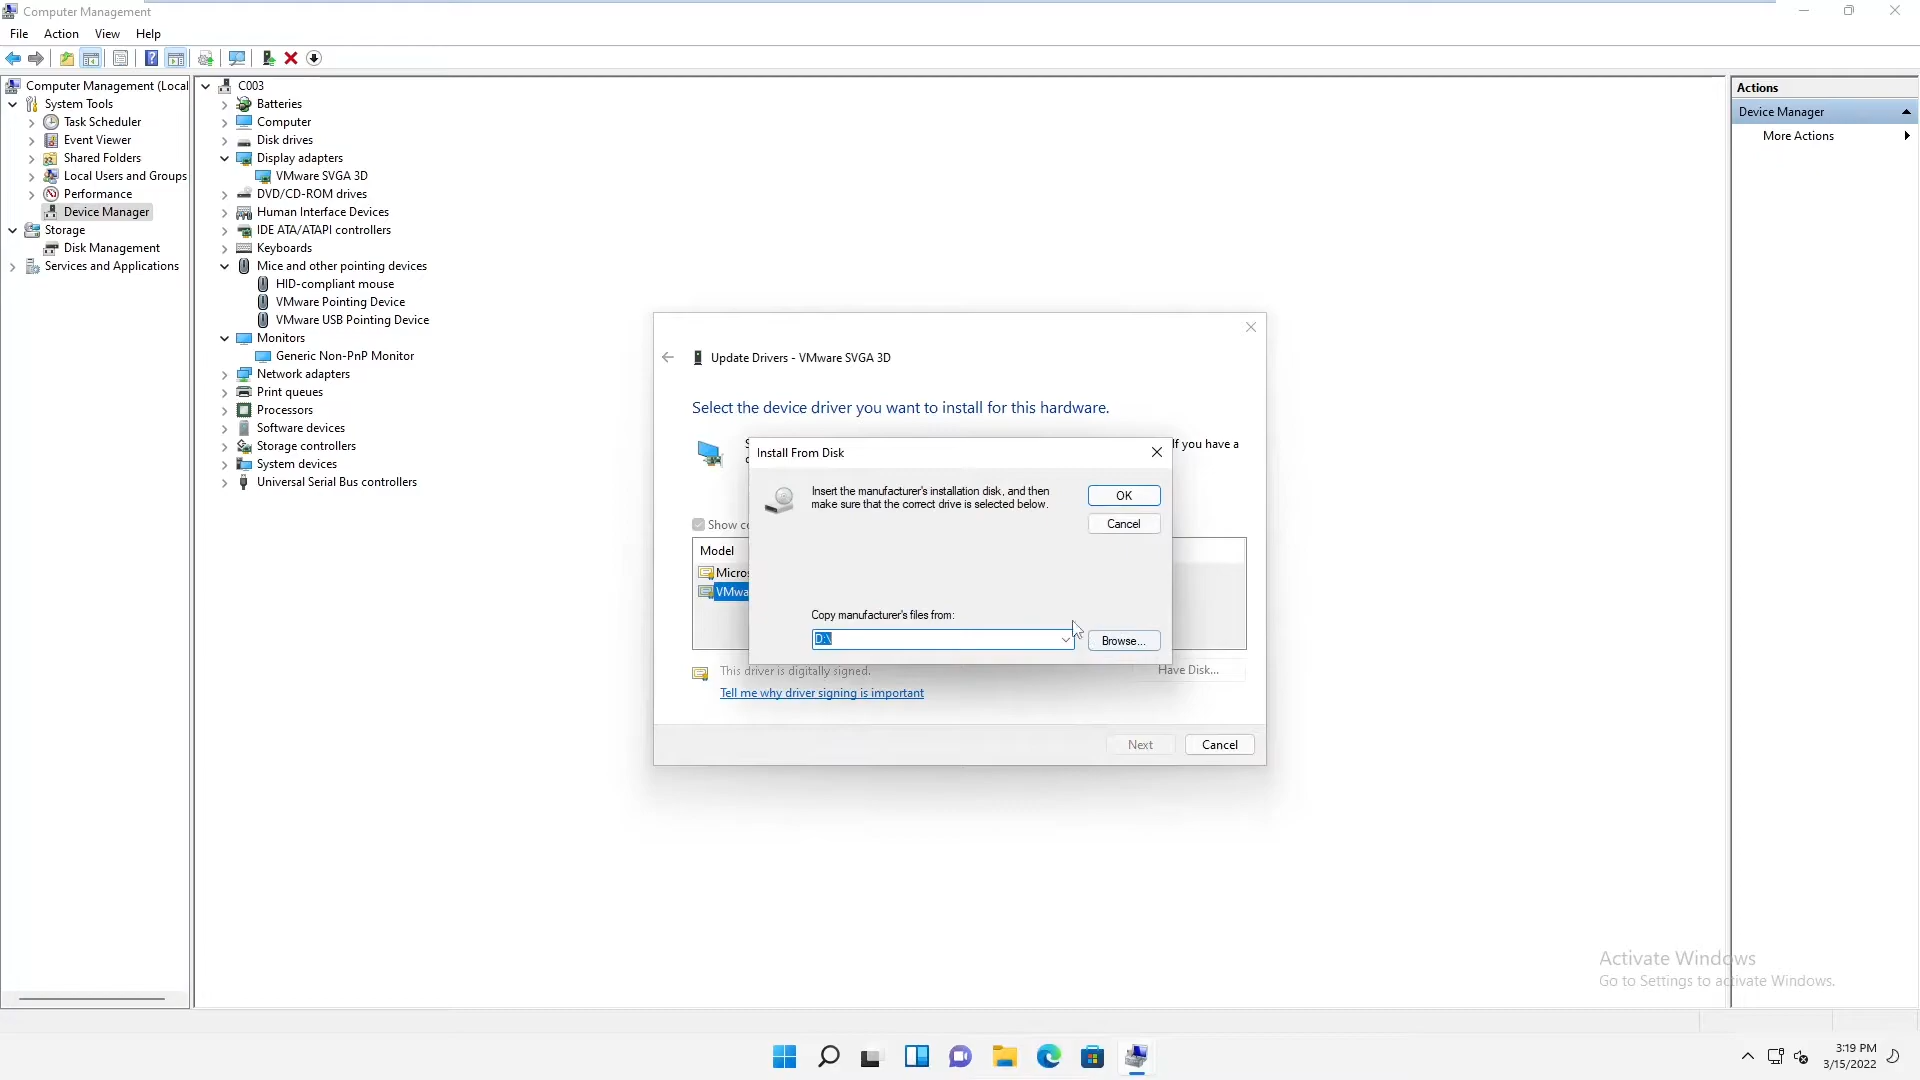 Computer Management
File Action View Help
Computer Management (Local
System Tools
Task Scheduler
Event Viewer
Shared Folders
Local Users and Groups
Performance
Device Manager
Storage
Disk Management
Services and Applications
C003
Batteries
Computer
Disk drives
Display adapters
VMware SVGA 3D
DVD/CD-ROM drives
Human Interface Devices
IDE ATA/ATAPI controllers
Keyboards
Mice and other pointing devices
HID-compliant mouse
VMware Pointing Device
VMware USB Pointing Device
Monitors
Generic Non-PnP Monitor
Network adapters
Print queues
Processors
Software devices
Storage controllers
System devices
Universal Serial Bus controllers
Update Drivers - VMware SVGA 3D
Select the device driver you want to install for this hardware.
If you have a
Show co
Model
Micros
VMwa
Install From Disk
Insert the manufacturer's installation disk, and then
make sure that the correct drive is selected below.
OK
Cancel
Copy manufacturer's files from:
D:\
Browse...
This driver is digitally signed.
Have Disk...
Tell me why driver signing is important
Next
Cancel
Actions
Device Manager
More Actions
Activate Windows
Go to Settings to activate Windows.
3:19 PM
3/15/2022